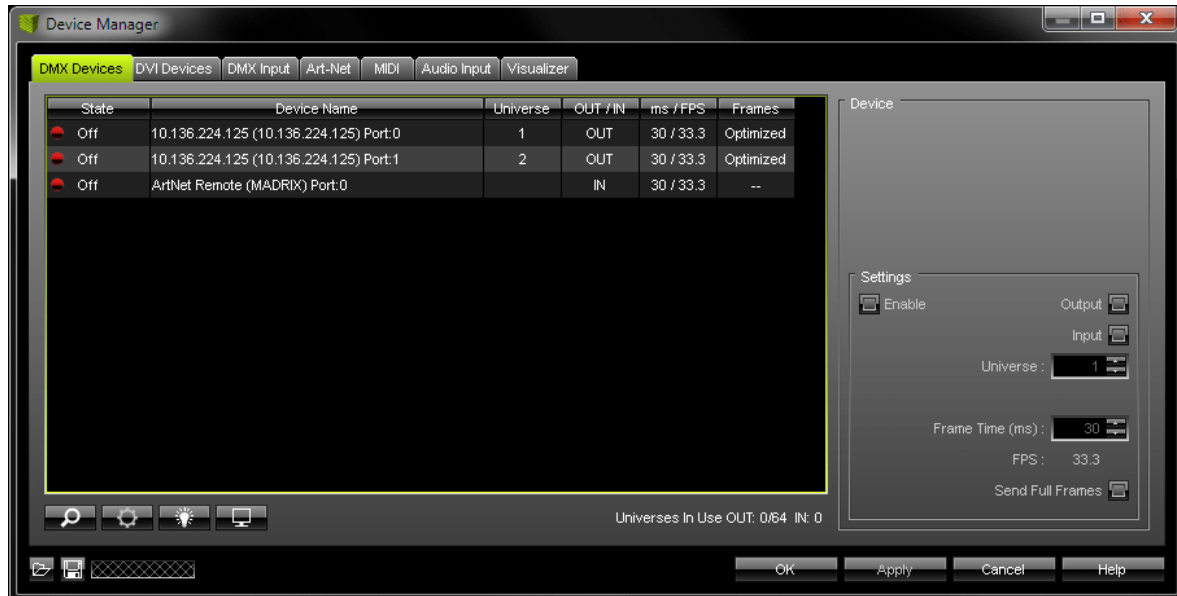 Device Manager
DMX Devices DVI Devices DMX Input Art-Net MIDI Audio Input Visualizer
State Device Name Universe OUT / IN ms / FPS Frames
Off 10.136.224.125 (10.136.224.125) Port:0 1 OUT 30 / 33.3 Optimized
Off 10.136.224.125 (10.136.224.125) Port:1 2 OUT 30 / 33.3 Optimized
Off ArtNet Remote (MADRIX) Port:0 IN 30 / 33.3 --
Device
Settings
Enable Output
Input
Universe : 1
Frame Time (ms) : 30
FPS : 33.3
Send Full Frames
Universes In Use OUT: 0/64 IN: 0
OK Apply Cancel Help